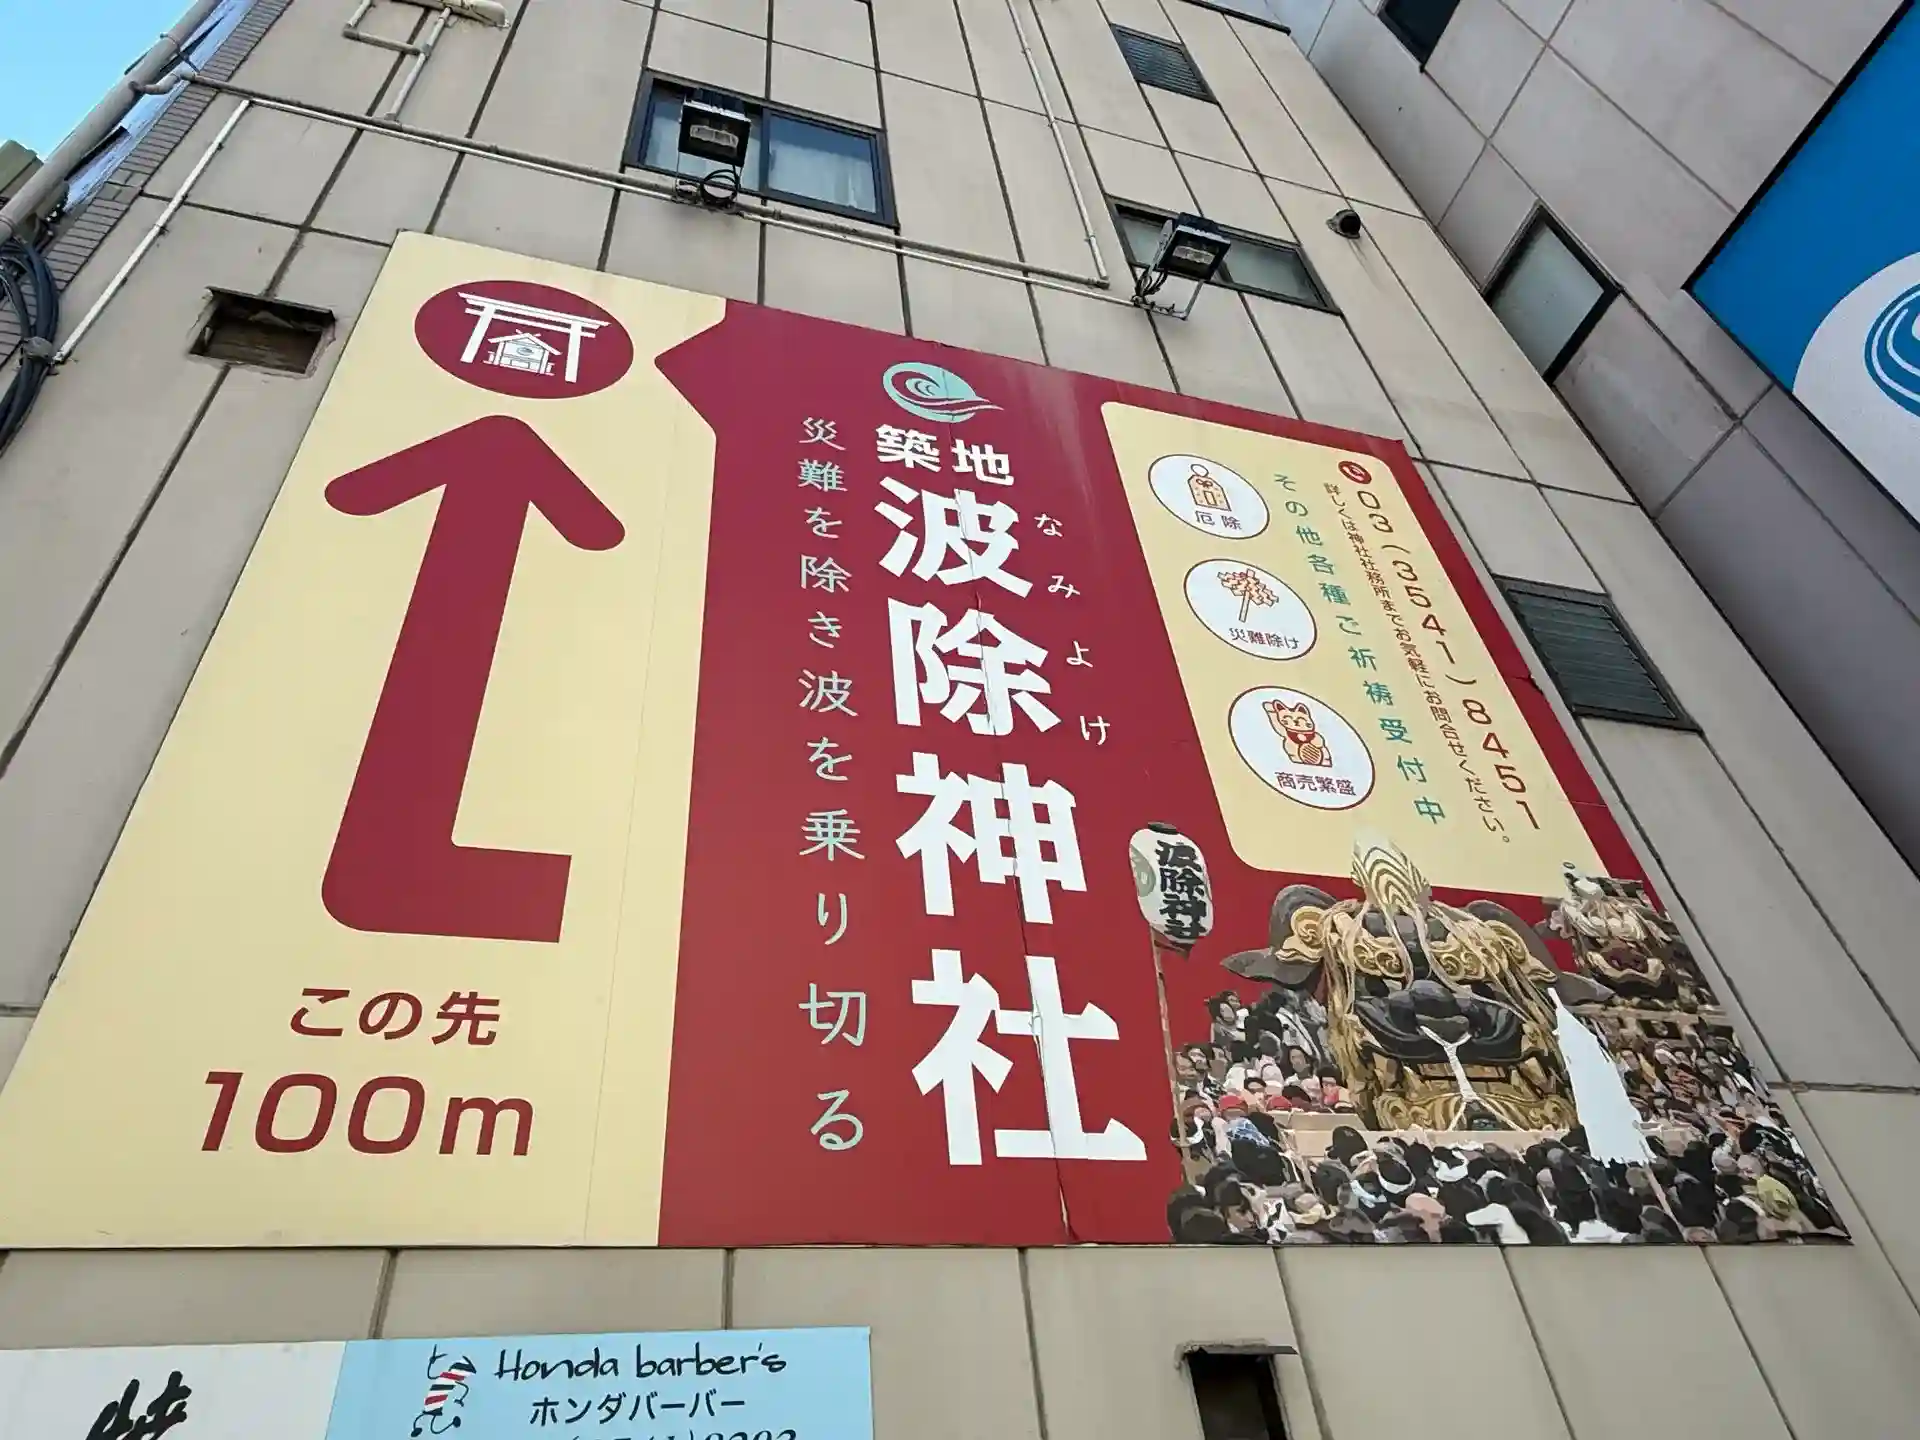 この先
100m
築地
波除神社
なみよけ
災難を除き波を乗り切る
厄除
災難除け
商売繁盛
03(3541)8451
詳しくは神社社務所までお気軽にお問合せください。
その他各種ご祈祷受付中
波除神社
Honda barber's
ホンダバーバー